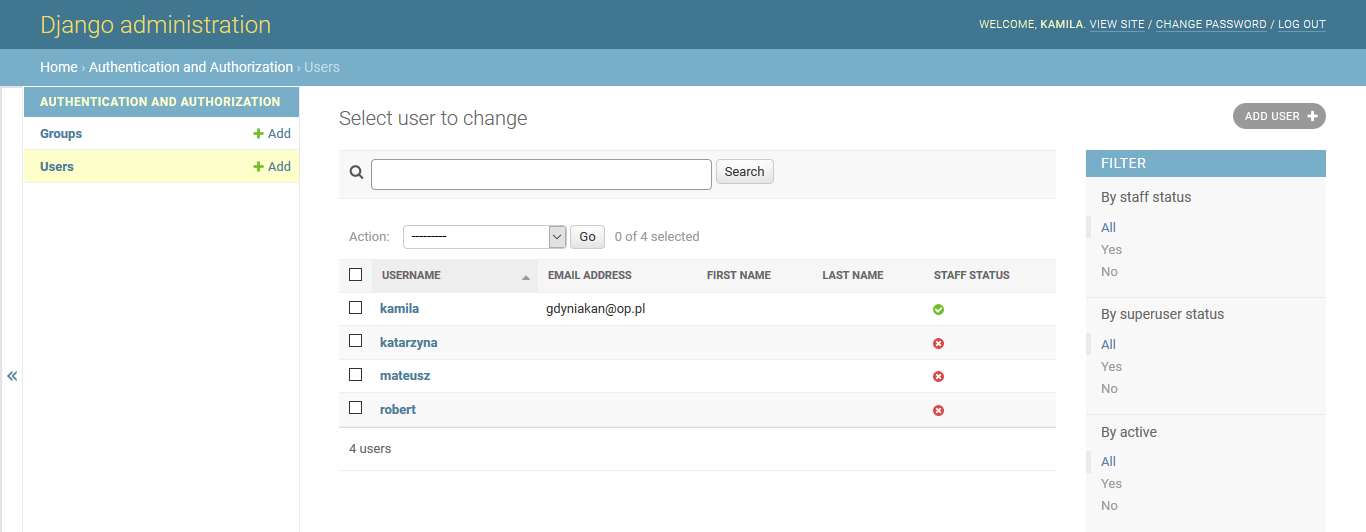 Django administration
WELCOME, KAMILA. VIEW SITE / CHANGE PASSWORD / LOG OUT
Home › Authentication and Authorization › Users
AUTHENTICATION AND AUTHORIZATION
Groups + Add
Users + Add
«
Select user to change
ADD USER +
Search
Action: --------- Go 0 of 4 selected
USERNAME EMAIL ADDRESS FIRST NAME LAST NAME STAFF STATUS
kamila gdyniakan@op.pl
katarzyna
mateusz
robert
4 users
FILTER
By staff status
All
Yes
No
By superuser status
All
Yes
No
By active
All
Yes
No